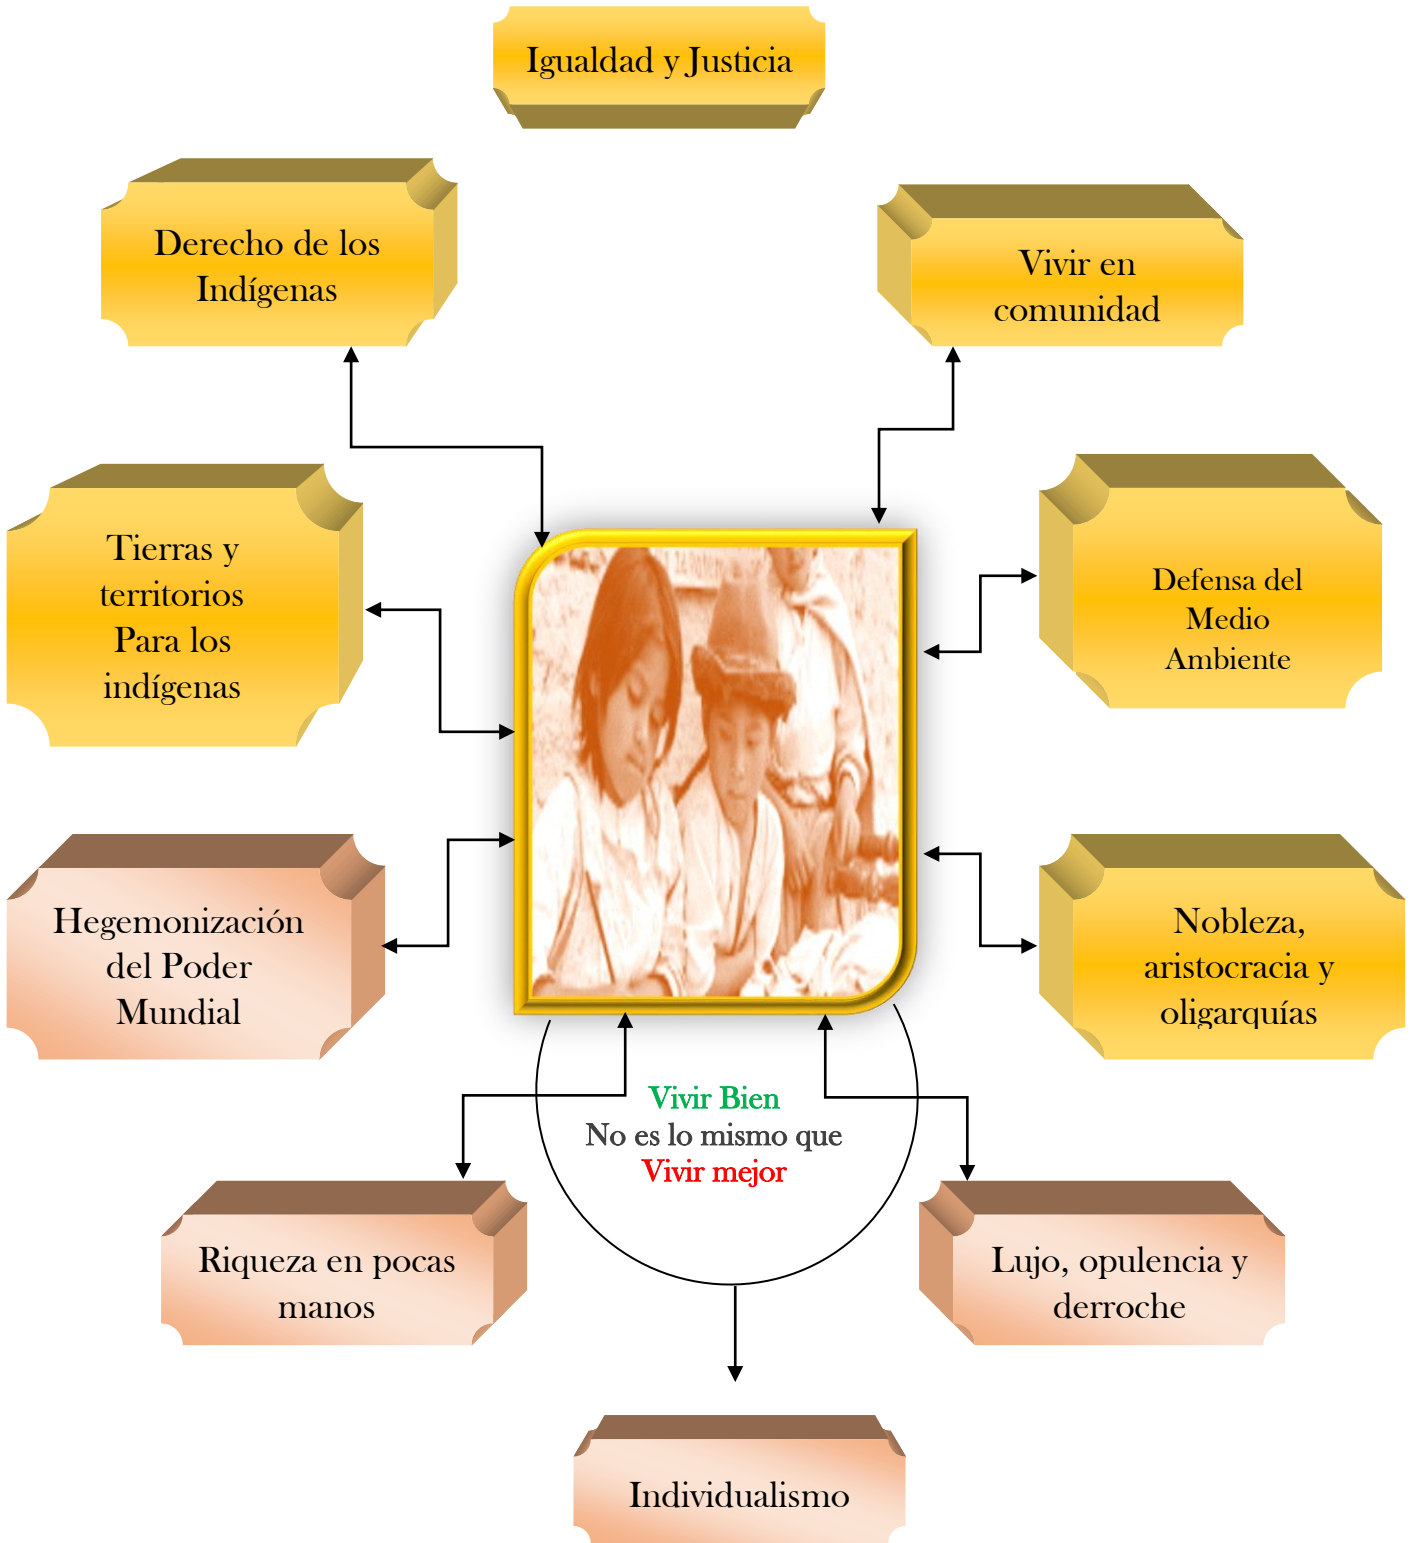 Igualdad y Justicia
Derecho de los
Indígenas
Vivir en
comunidad
Tierras y
territorios
Para los
indígenas
Defensa del
Medio
Ambiente
Hegemonización
del Poder
Mundial
Nobleza,
aristocracia y
oligarquías
Vivir Bien
No es lo mismo que
Vivir mejor
Riqueza en pocas
manos
Lujo, opulencia y
derroche
Individualismo